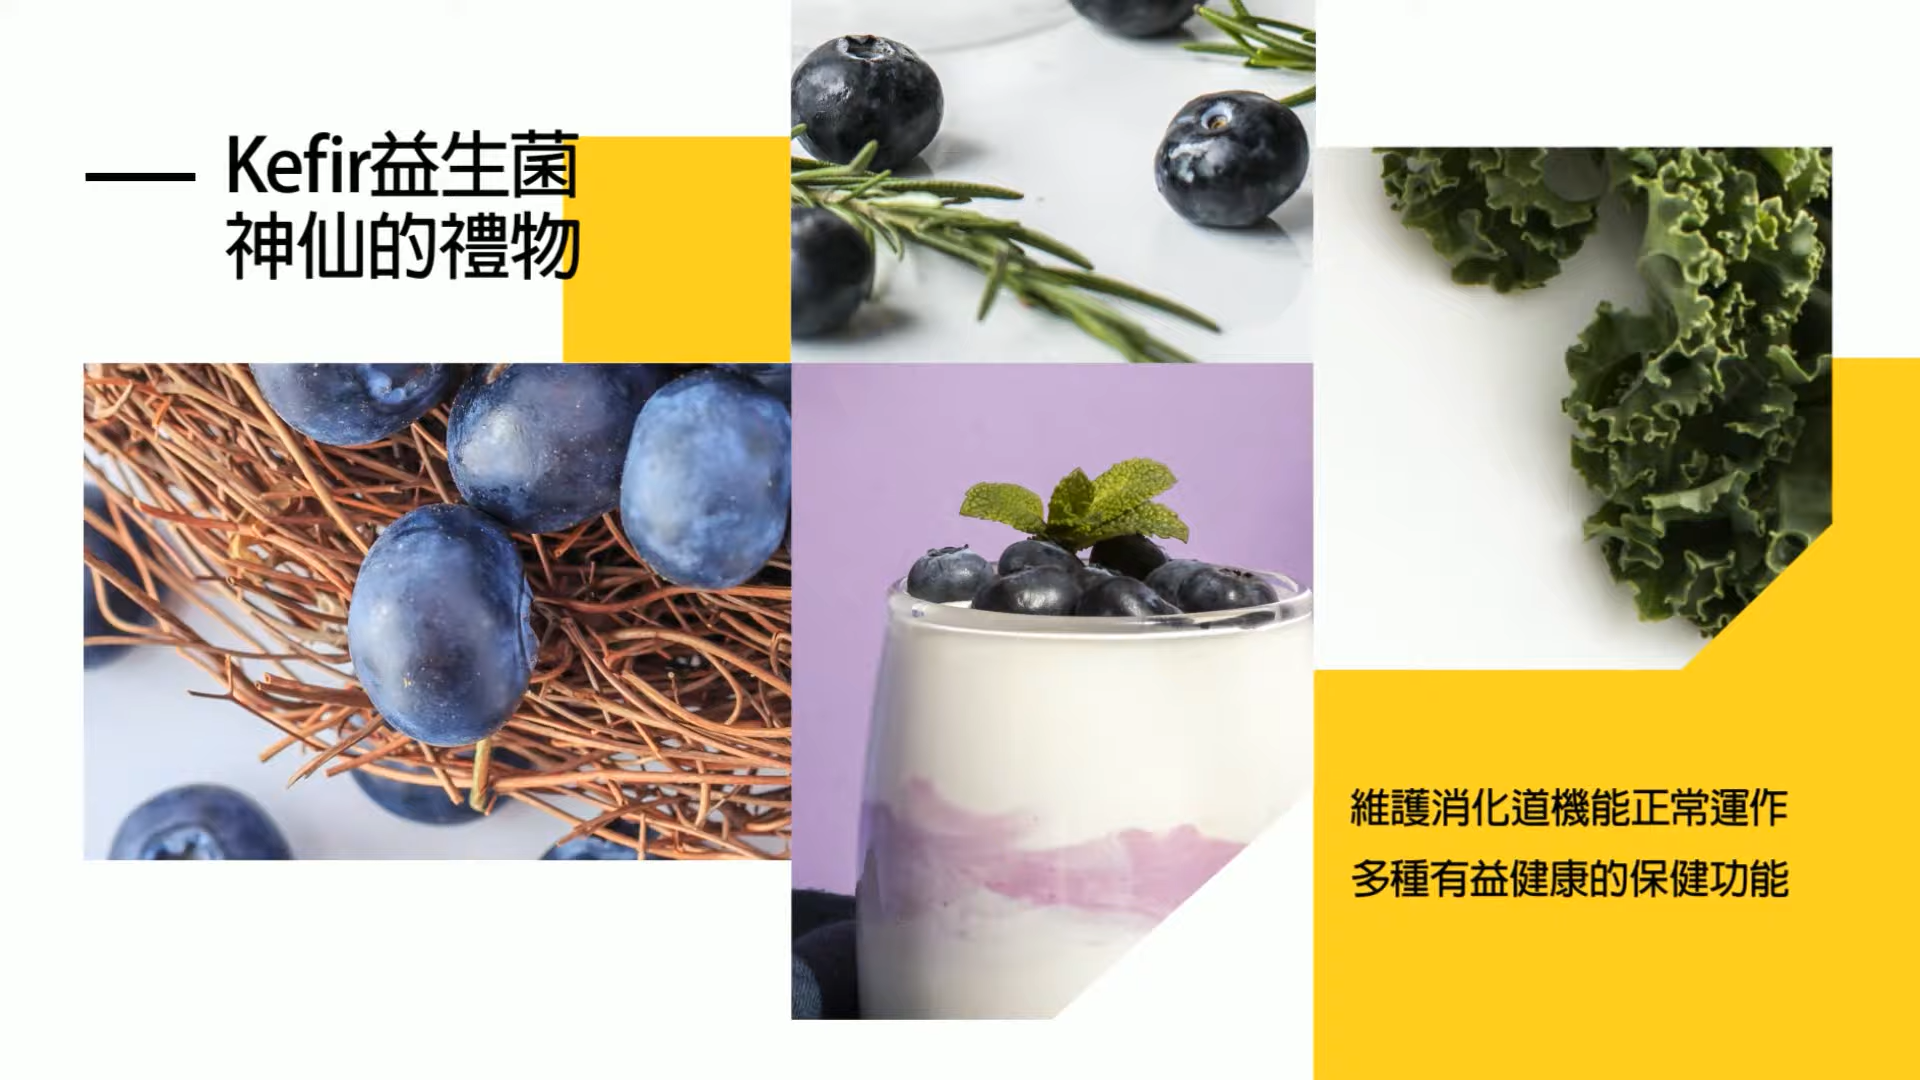 Kefir益生菌
神仙的禮物
維護消化道機能正常運作
多種有益健康的保健功能